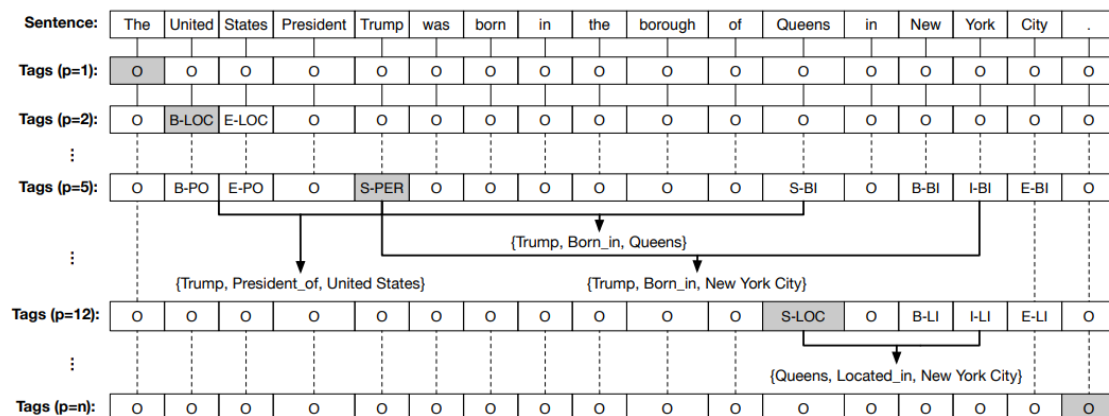 Sentence: The United States President Trump was born in the borough of Queens in New York City .
Tags (p=1): O O O O O O O O O O O O O O O O O
Tags (p=2): O B-LOC E-LOC O O O O O O O O O O O O O O
⋮
Tags (p=5): O B-PO E-PO O S-PER O O O O O O S-BI O B-BI I-BI E-BI O
{Trump, Born_in, Queens}
⋮
{Trump, President_of, United States} {Trump, Born_in, New York City}
Tags (p=12): O O O O O O O O O O O S-LOC O B-LI I-LI E-LI O
⋮
{Queens, Located_in, New York City}
Tags (p=n): O O O O O O O O O O O O O O O O O